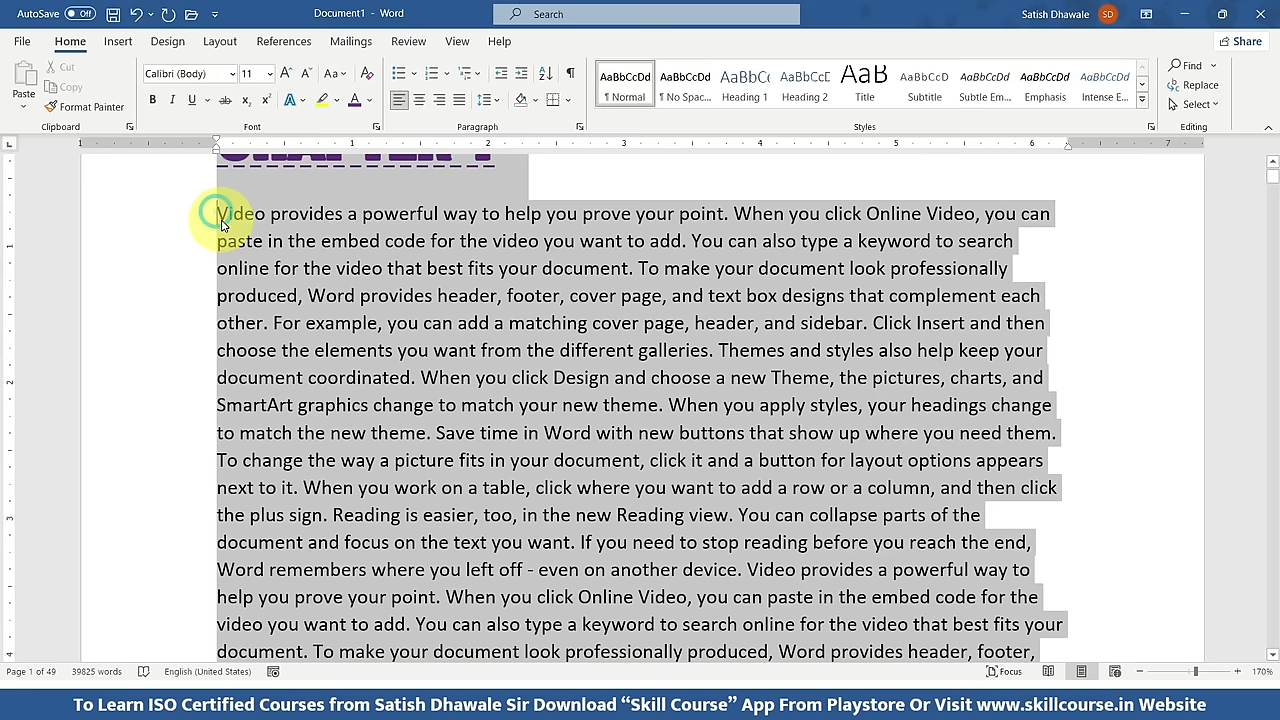 AutoSave Off Document1 - Word Search Satish Dhawale SD
File Home Insert Design Layout References Mailings Review View Help Share
Paste Cut Copy Format Painter Clipboard
Calibri (Body) 11 A A Aa A
B I U ab x2 x2 A A Font
Paragraph
AaBbCcDd ¶ Normal
AaBbCcDd ¶ No Spac...
AaBbCc Heading 1
AaBbCcE Heading 2
AaB Title
AaBbCcD Subtitle
AaBbCcDd Subtle Em...
AaBbCcDd Emphasis
AaBbCcDd Intense E...
Styles
Find Replace Select Editing
1 1 2 3 4 5 6 7
CHAPTER 1
Video provides a powerful way to help you prove your point. When you click Online Video, you can
paste in the embed code for the video you want to add. You can also type a keyword to search
online for the video that best fits your document. To make your document look professionally
produced, Word provides header, footer, cover page, and text box designs that complement each
other. For example, you can add a matching cover page, header, and sidebar. Click Insert and then
choose the elements you want from the different galleries. Themes and styles also help keep your
document coordinated. When you click Design and choose a new Theme, the pictures, charts, and
SmartArt graphics change to match your new theme. When you apply styles, your headings change
to match the new theme. Save time in Word with new buttons that show up where you need them.
To change the way a picture fits in your document, click it and a button for layout options appears
next to it. When you work on a table, click where you want to add a row or a column, and then click
the plus sign. Reading is easier, too, in the new Reading view. You can collapse parts of the
document and focus on the text you want. If you need to stop reading before you reach the end,
Word remembers where you left off - even on another device. Video provides a powerful way to
help you prove your point. When you click Online Video, you can paste in the embed code for the
video you want to add. You can also type a keyword to search online for the video that best fits your
document. To make your document look professionally produced, Word provides header, footer,
Page 1 of 49 39825 words English (United States) Focus 170%
To Learn ISO Certified Courses from Satish Dhawale Sir Download “Skill Course” App From Playstore Or Visit www.skillcourse.in Website